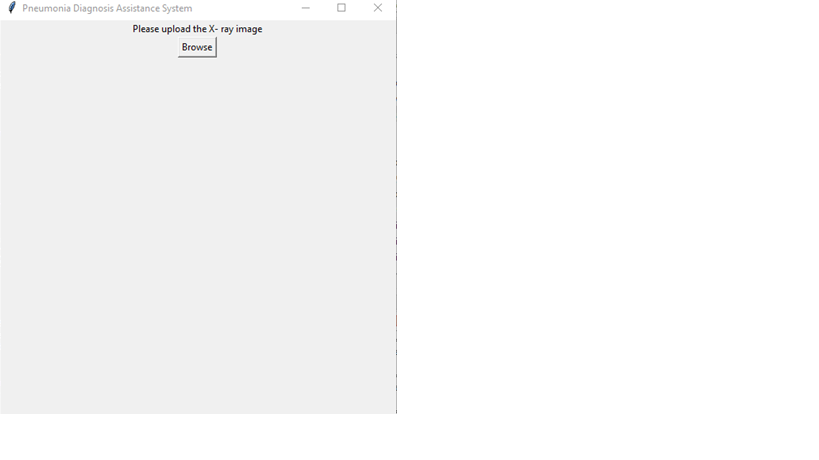 Pneumonia Diagnosis Assistance System
Please upload the X- ray image
Browse